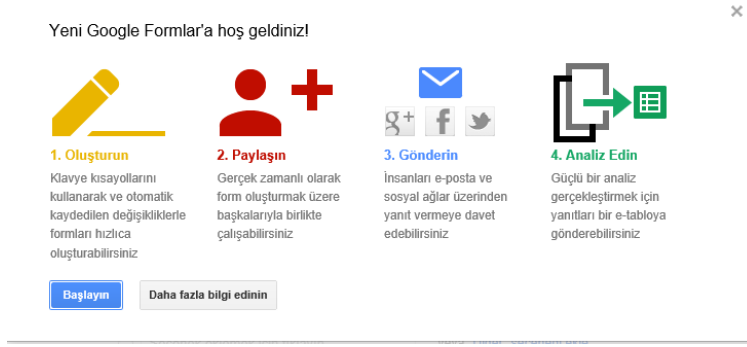 Yeni Google Formlar'a hoş geldiniz!
1. Oluşturun
Klavye kısayollarını
kullanarak ve otomatik
kaydedilen değişikliklerle
formları hızlıca
oluşturabilirsiniz
2. Paylaşın
Gerçek zamanlı olarak
form oluşturmak üzere
başkalarıyla birlikte
çalışabilirsiniz
g+ f
3. Gönderin
İnsanları e-posta ve
sosyal ağlar üzerinden
yanıt vermeye davet
edebilirsiniz
4. Analiz Edin
Güçlü bir analiz
gerçekleştirmek için
yanıtları bir e-tabloya
gönderebilirsiniz
Başlayın
Daha fazla bilgi edinin